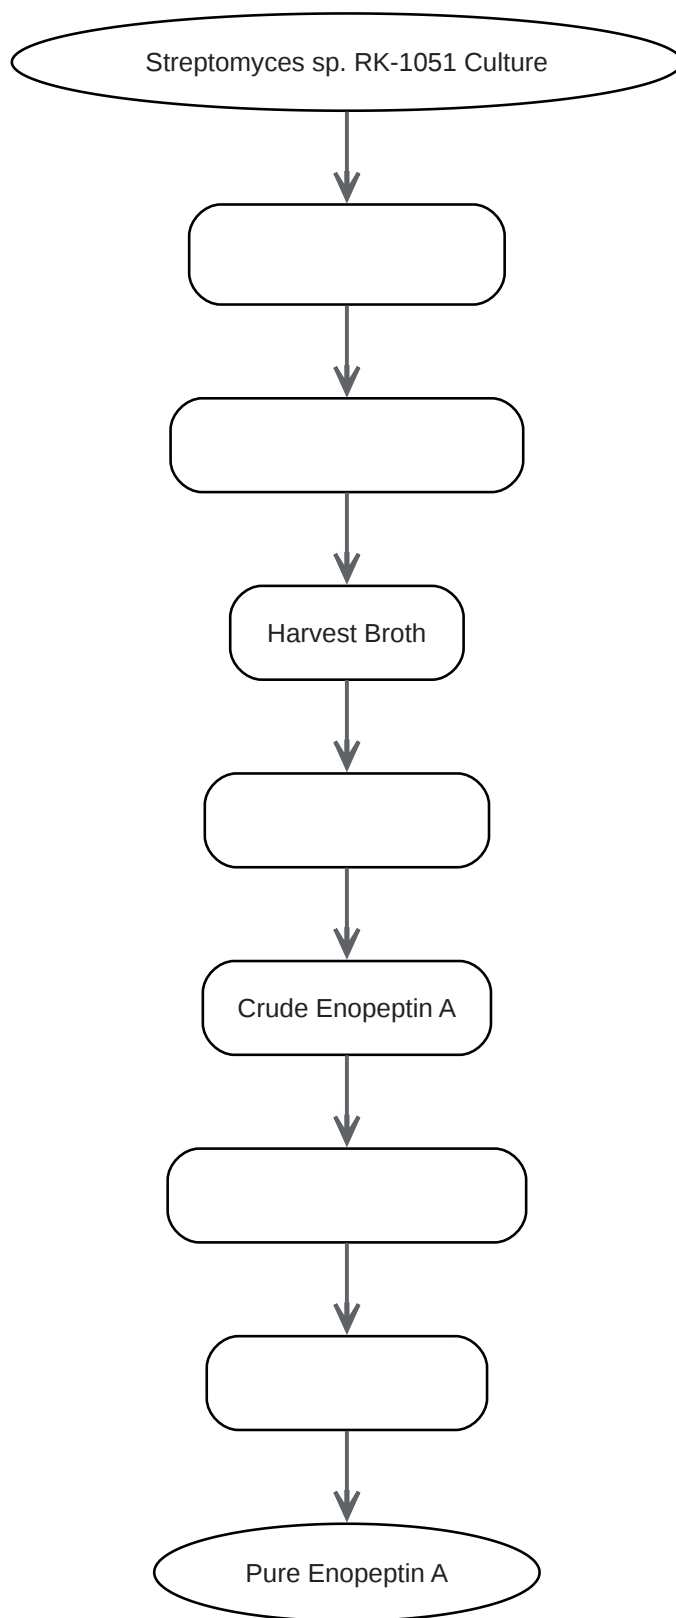 Streptomyces sp. RK-1051 Culture
Harvest Broth
Crude Enopeptin A
Pure Enopeptin A